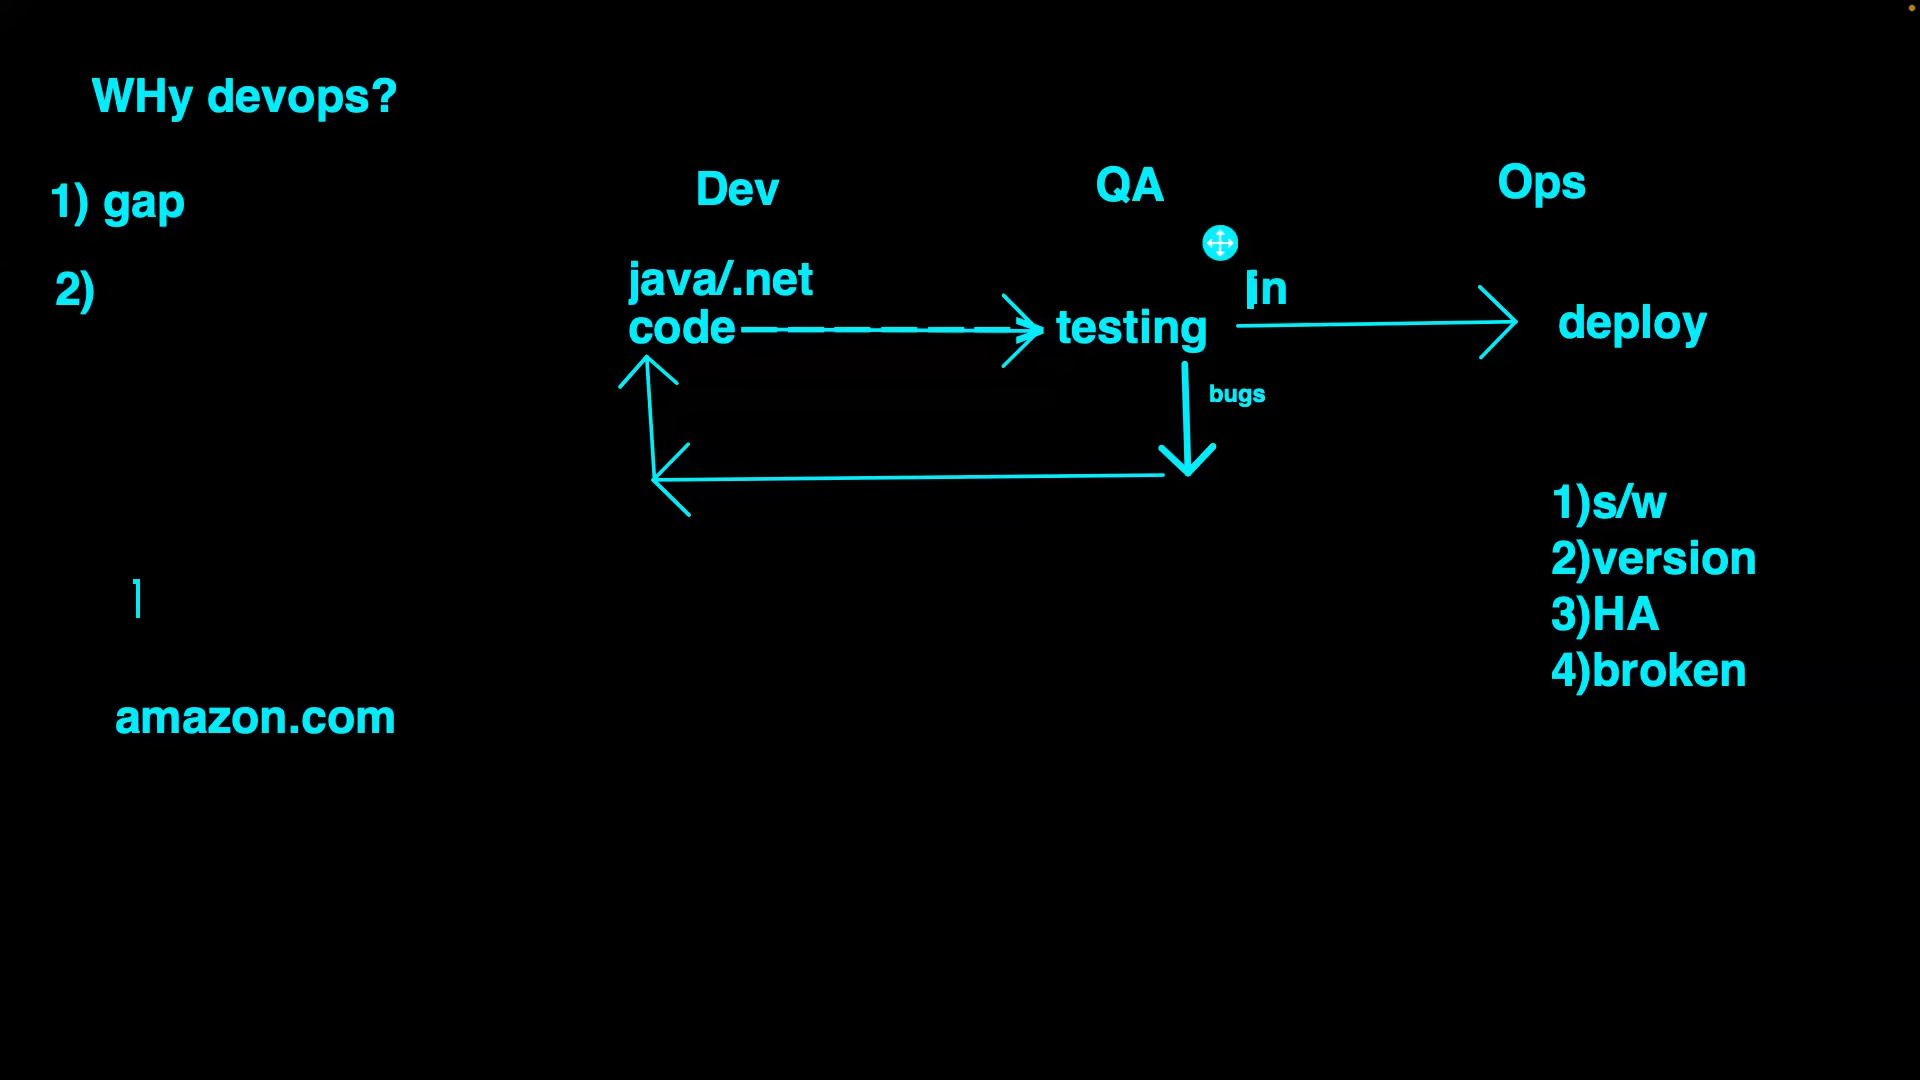 WHy devops?
1) gap
2)
Dev
QA
Ops
java/.net
code
testing
in
deploy
bugs
1)s/w
2)version
3)HA
4)broken
amazon.com